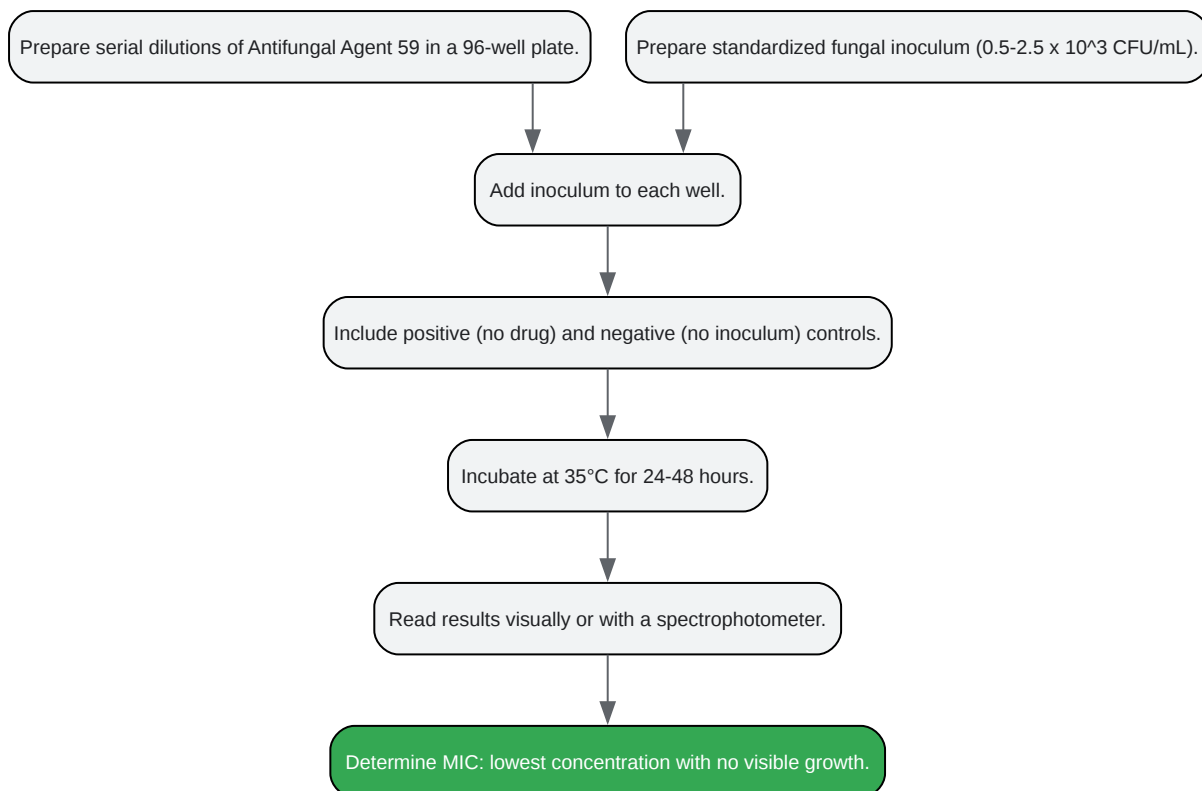 Prepare serial dilutions of Antifungal Agent 59 in a 96-well plate.
Prepare standardized fungal inoculum (0.5-2.5 x 10^3 CFU/mL).
Add inoculum to each well.
Include positive (no drug) and negative (no inoculum) controls.
Incubate at 35°C for 24-48 hours.
Read results visually or with a spectrophotometer.
Determine MIC: lowest concentration with no visible growth.